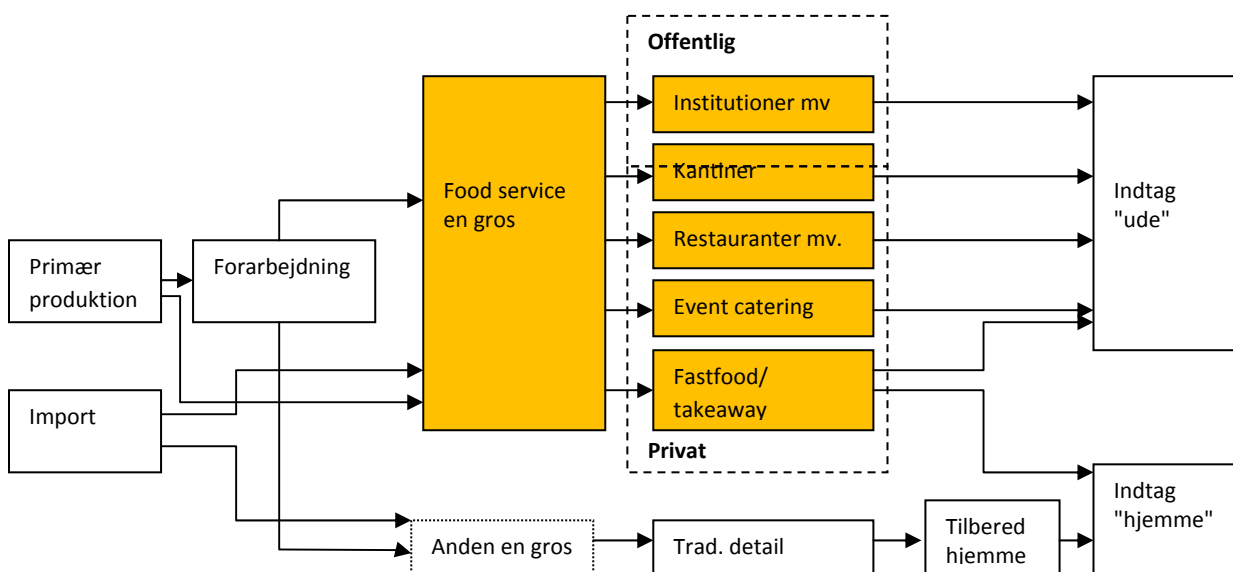 Offentlig
Institutioner mv
Kantiner
Food service
en gros
Restauranter mv.
Event catering
Fastfood/
takeaway
Privat
Primær
produktion
Forarbejdning
Import
Indtag
"ude"
Indtag
"hjemme"
Anden en gros
Trad. detail
Tilbered
hjemme